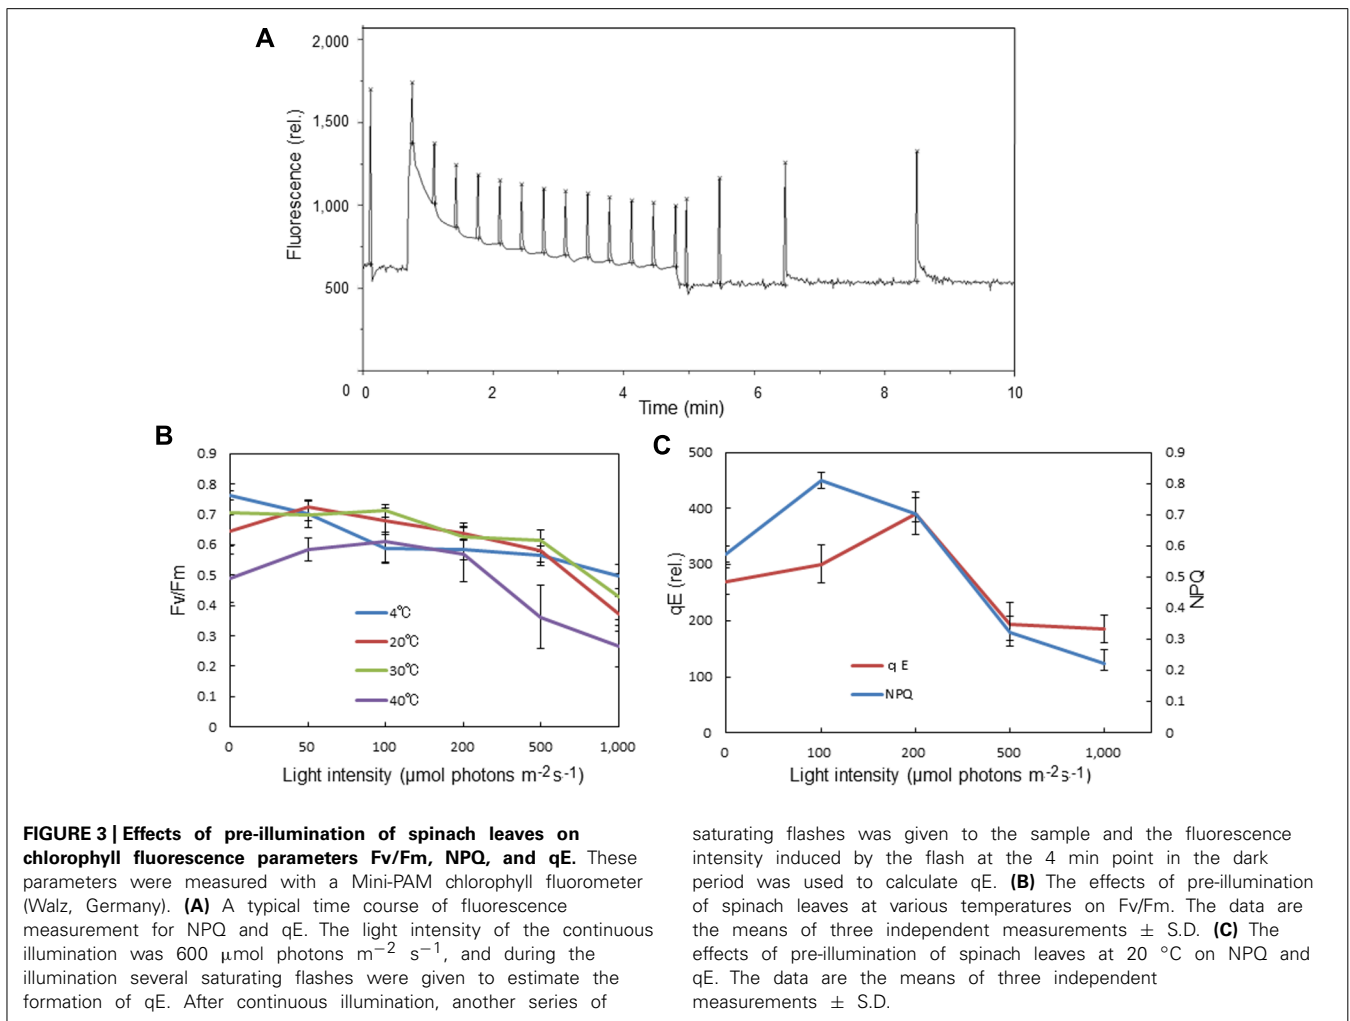 A
2,000
1,500
1,000
500
0
Fluorescence (rel.)
0 2 4 6 8 10
Time (min)
B
0.9
0.8
0.7
0.6
0.5
0.4
0.3
0.2
0.1
0
Fv/Fm
4℃
20℃
30℃
40℃
0 50 100 200 500 1,000
Light intensity (μmol photons m-2 s-1)
C
500
400
300
200
100
0
qE (rel.)
0.9
0.8
0.7
0.6
0.5
0.4
0.3
0.2
0.1
0
NPQ
q E
NPQ
0 100 200 500 1,000
Light intensity (μmol photons m-2 s-1)
FIGURE 3 | Effects of pre-illumination of spinach leaves on
chlorophyll fluorescence parameters Fv/Fm, NPQ, and qE. These
parameters were measured with a Mini-PAM chlorophyll fluorometer
(Walz, Germany). (A) A typical time course of fluorescence
measurement for NPQ and qE. The light intensity of the continuous
illumination was 600 μmol photons m−2 s−1, and during the
illumination several saturating flashes were given to estimate the
formation of qE. After continuous illumination, another series of
saturating flashes was given to the sample and the fluorescence
intensity induced by the flash at the 4 min point in the dark
period was used to calculate qE. (B) The effects of pre-illumination
of spinach leaves at various temperatures on Fv/Fm. The data are
the means of three independent measurements ± S.D. (C) The
effects of pre-illumination of spinach leaves at 20 °C on NPQ and
qE. The data are the means of three independent
measurements ± S.D.